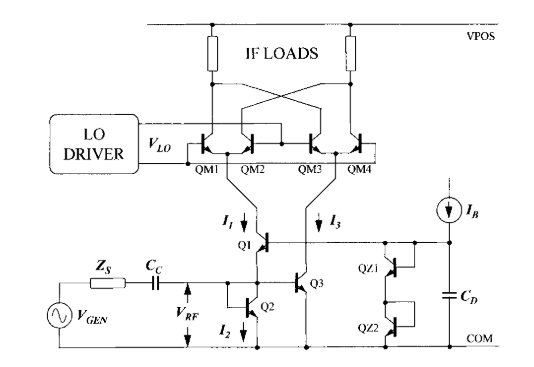 VPOS
IF LOADS
LO
DRIVER
V_LO
QM1
QM2
QM3
QM4
I_1
I_3
I_B
Q1
Z_S
C_C
QZ1
V_GEN
V_RF
Q3
Q2
C_D
I_2
QZ2
COM